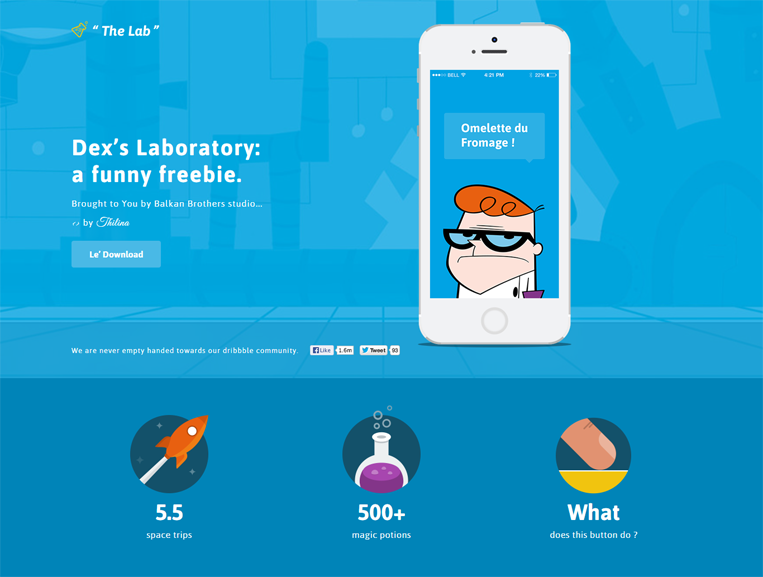 “ The Lab ”
●●●○○ BELL 4:21 PM 22%
Omelette du
Fromage !
Dex’s Laboratory:
a funny freebie.
Brought to You by Balkan Brothers studio...
<> by Thilina
Le’ Download
We are never empty handed towards our dribbble community.
Like 1.6m Tweet 93
5.5
space trips
500+
magic potions
What
does this button do ?